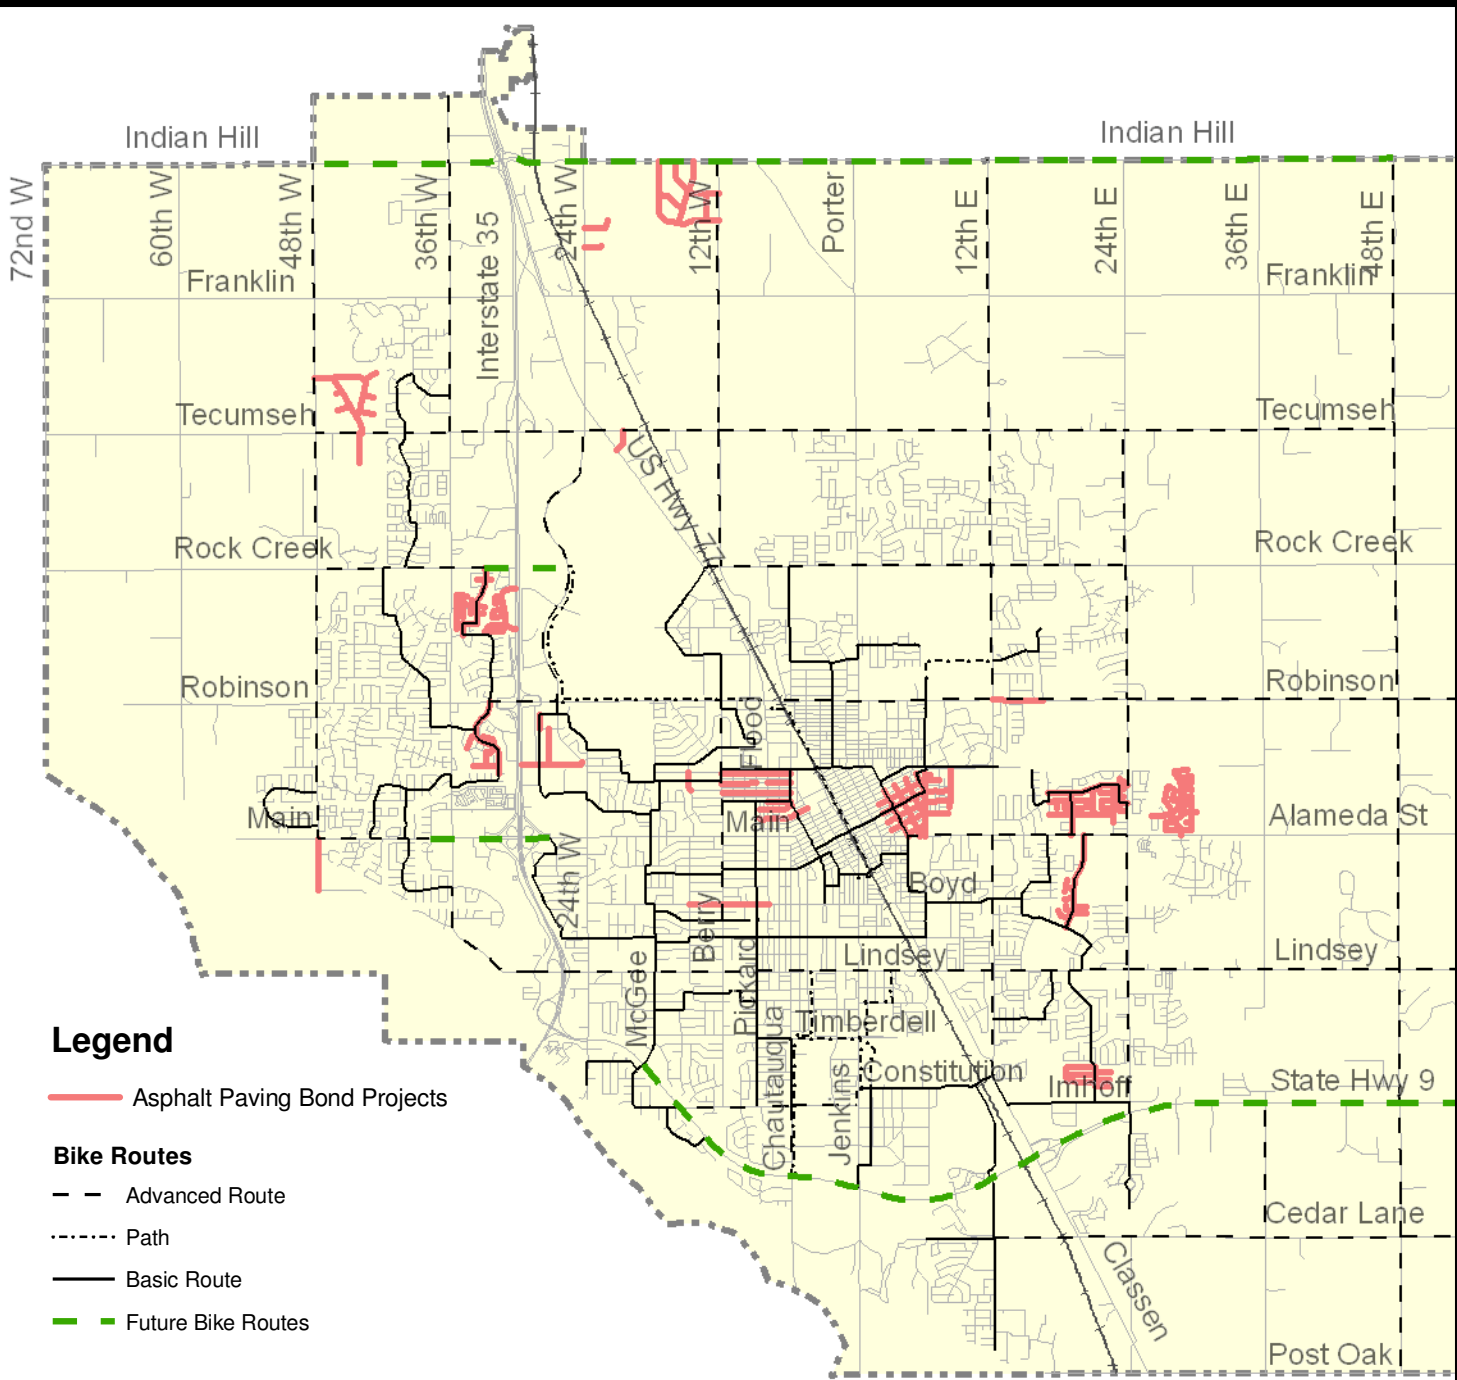 Indian Hill
Indian Hill
72nd W
60th W
48th W
36th W
Interstate 35
24th W
12th W
Porter
12th E
24th E
36th E
48th E
Franklin
Franklin
Tecumseh
Tecumseh
US Hwy 77
Rock Creek
Rock Creek
Robinson
Robinson
Flood
Main
Main
Alameda St
24th W
Boyd
Berry
Lindsey
Lindsey
McGee
Pickard
Chautauqua
Timberdell
Jenkins
Constitution
Imhoff
State Hwy 9
Cedar Lane
Classen
Post Oak
Legend
Asphalt Paving Bond Projects
Bike Routes
Advanced Route
Path
Basic Route
Future Bike Routes